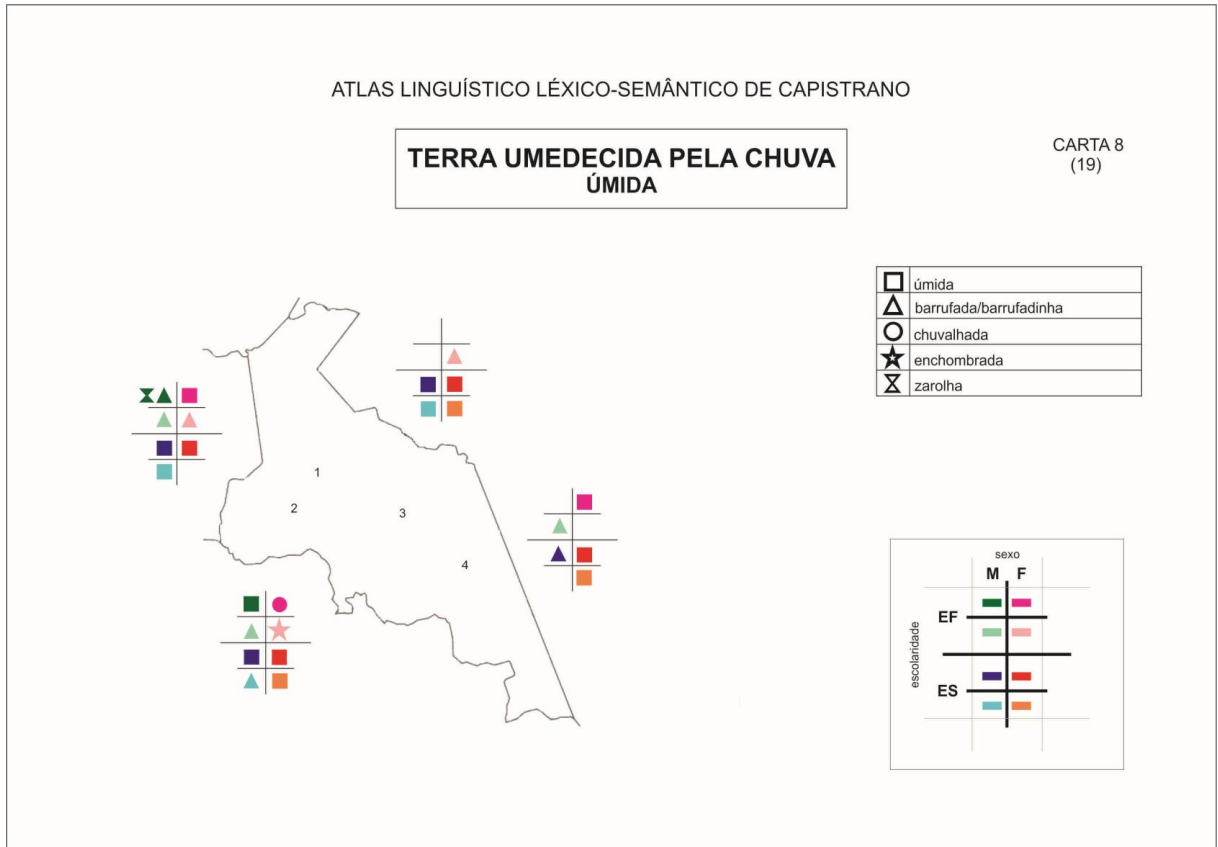 ATLAS LINGUÍSTICO LÉXICO-SEMÂNTICO DE CAPISTRANO
TERRA UMEDECIDA PELA CHUVA
ÚMIDA
CARTA 8
(19)
úmida
barrufada/barrufadinha
chuvalhada
enchombrada
zarolha
1
2
3
4
sexo
M F
EF
escolaridade
ES